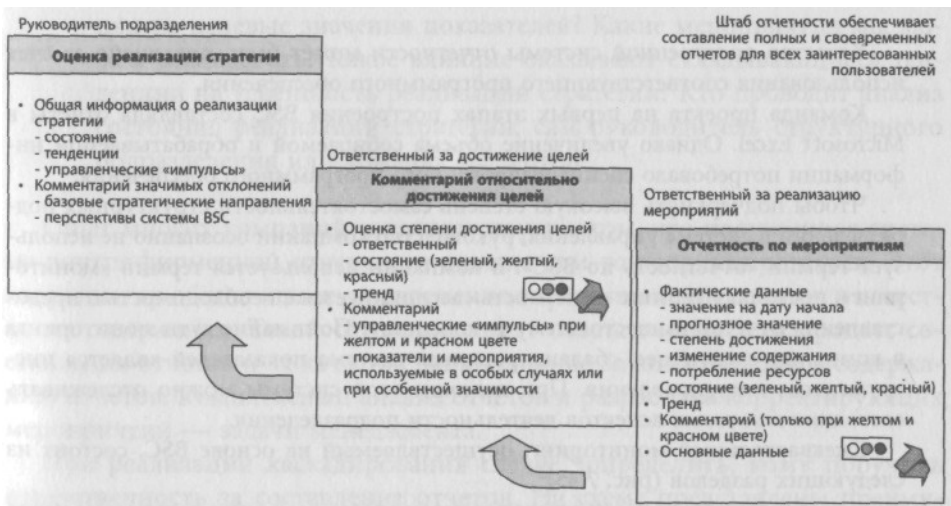 Руководитель подразделения
Оценка реализации стратегии
• Общая информация о реализации
стратегии
- состояние
- тенденции
- управленческие «импульсы»
• Комментарий значимых отклонений
- базовые стратегические направления
- перспективы системы BSC
Штаб отчетности обеспечивает
составление полных и своевременных
отчетов для всех заинтересованных
пользователей
Ответственный за достижение целей
Комментарий относительно
достижения целей
• Оценка степени достижения целей
- ответственный
- состояние (зеленый, желтый,
красный)
- тренд
• Комментарий
- управленческие «импульсы» при
желтом и красном цвете
- показатели и мероприятия,
используемые в особых случаях или
при особенной значимости
Ответственный за реализацию
мероприятий
Отчетность по мероприятиям
• Фактические данные
- значение на дату начала
- прогнозное значение
- степень достижения
- изменение содержания
- потребление ресурсов
• Состояние (зеленый, желтый, красный)
• Тренд
• Комментарий (только при желтом и
красном цвете)
• Основные данные